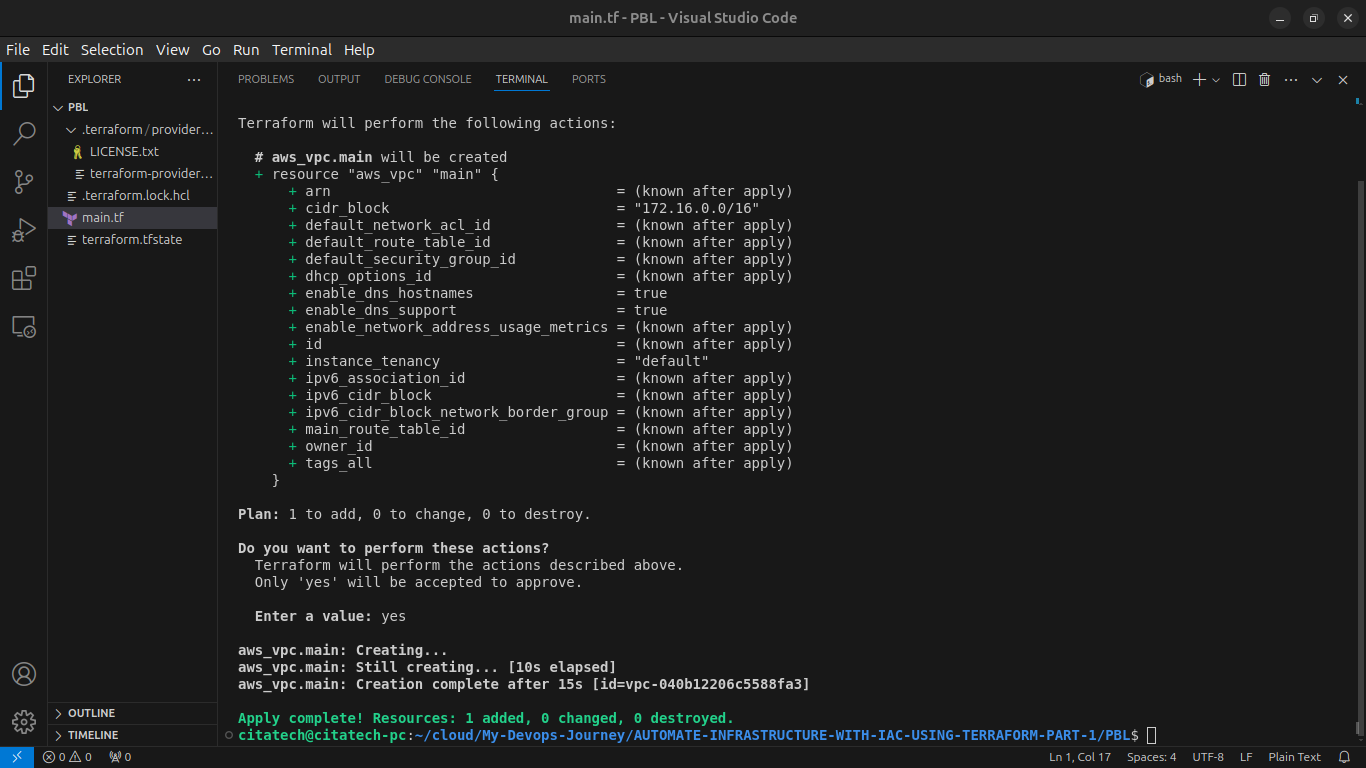 main.tf - PBL - Visual Studio Code
File Edit Selection View Go Run Terminal Help
EXPLORER
PBL
.terraform / provider...
LICENSE.txt
terraform-provider...
.terraform.lock.hcl
main.tf
terraform.tfstate
OUTLINE
TIMELINE
PROBLEMS OUTPUT DEBUG CONSOLE TERMINAL PORTS
bash
Terraform will perform the following actions:
# aws_vpc.main will be created
+ resource "aws_vpc" "main" {
+ arn = (known after apply)
+ cidr_block = "172.16.0.0/16"
+ default_network_acl_id = (known after apply)
+ default_route_table_id = (known after apply)
+ default_security_group_id = (known after apply)
+ dhcp_options_id = (known after apply)
+ enable_dns_hostnames = true
+ enable_dns_support = true
+ enable_network_address_usage_metrics = (known after apply)
+ id = (known after apply)
+ instance_tenancy = "default"
+ ipv6_association_id = (known after apply)
+ ipv6_cidr_block = (known after apply)
+ ipv6_cidr_block_network_border_group = (known after apply)
+ main_route_table_id = (known after apply)
+ owner_id = (known after apply)
+ tags_all = (known after apply)
}
Plan: 1 to add, 0 to change, 0 to destroy.
Do you want to perform these actions?
Terraform will perform the actions described above.
Only 'yes' will be accepted to approve.
Enter a value: yes
aws_vpc.main: Creating...
aws_vpc.main: Still creating... [10s elapsed]
aws_vpc.main: Creation complete after 15s [id=vpc-040b12206c5588fa3]
Apply complete! Resources: 1 added, 0 changed, 0 destroyed.
citatech@citatech-pc:~/cloud/My-Devops-Journey/AUTOMATE-INFRASTRUCTURE-WITH-IAC-USING-TERRAFORM-PART-1/PBL$
0 0 0 Ln 1, Col 17 Spaces: 4 UTF-8 LF Plain Text